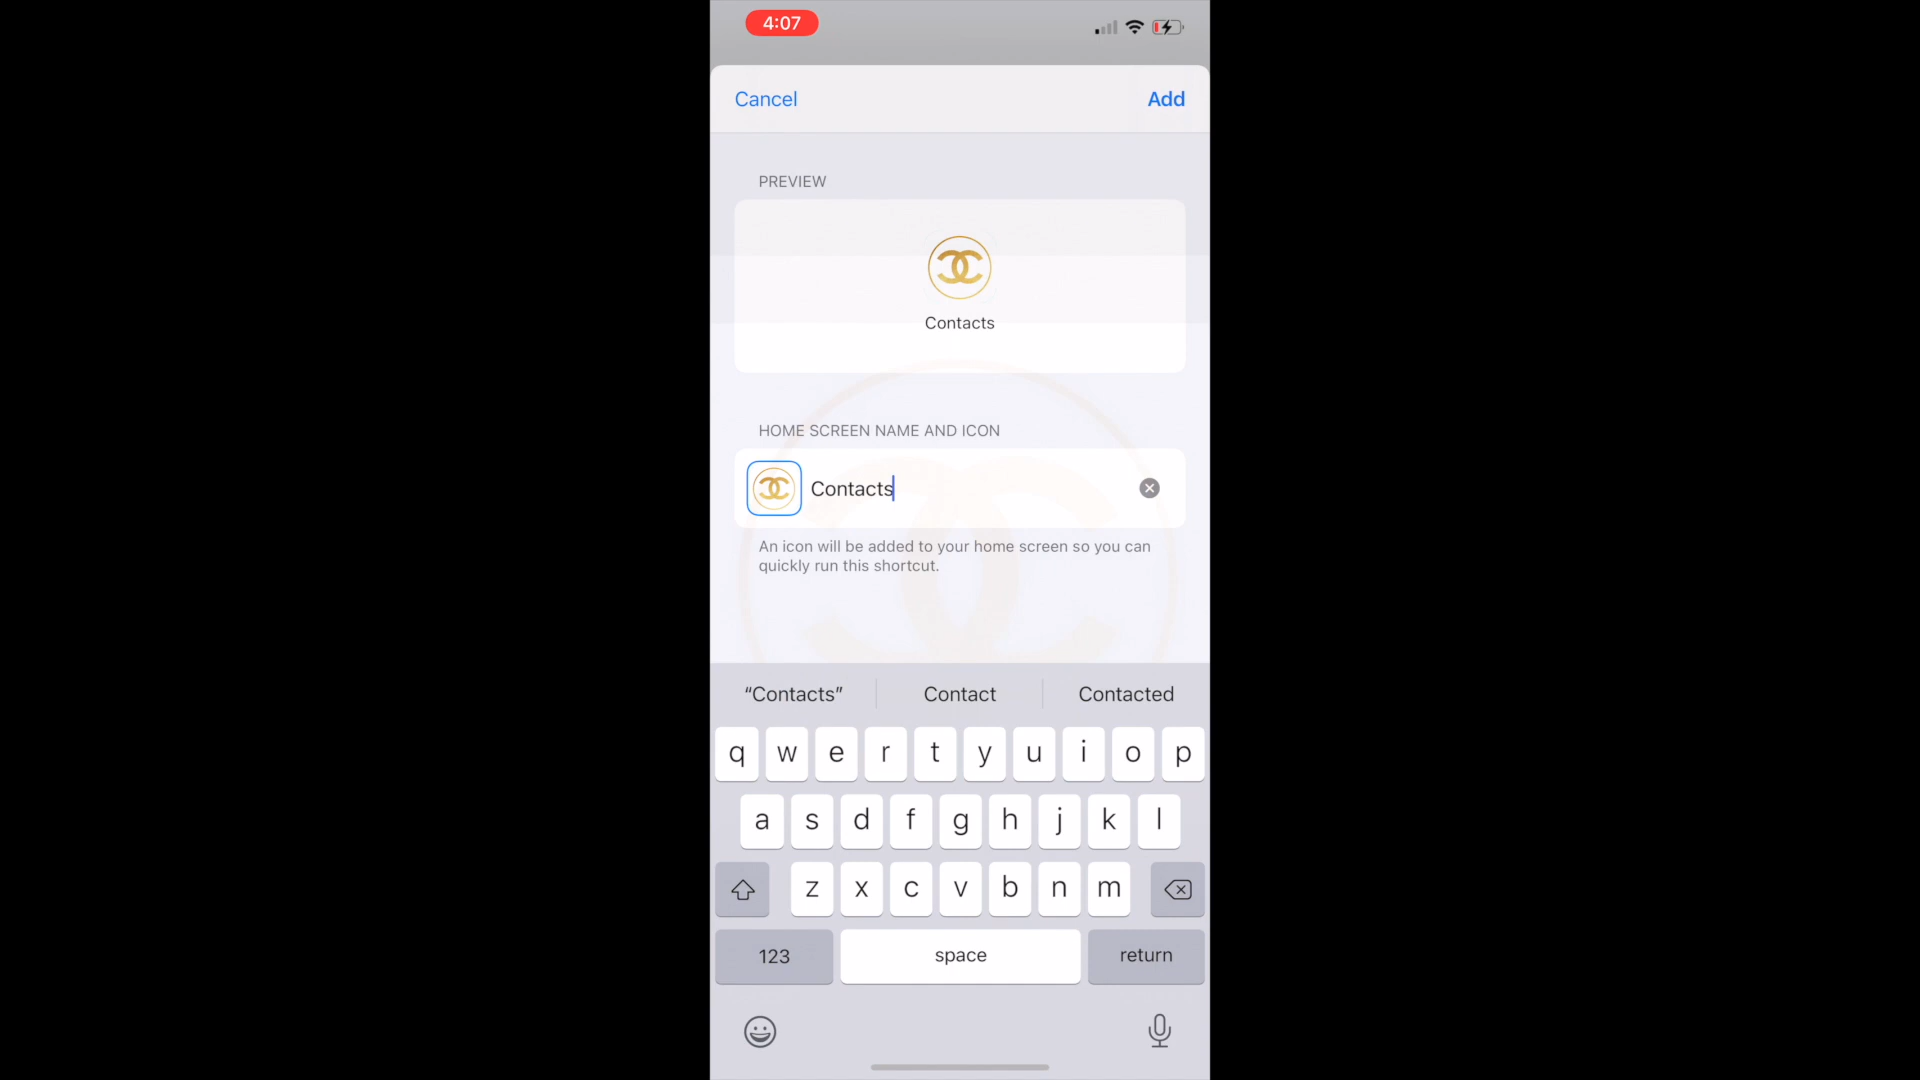 4:07
Cancel
Add
PREVIEW
Contacts
HOME SCREEN NAME AND ICON
Contacts
An icon will be added to your home screen so you can
quickly run this shortcut.
“Contacts” Contact Contacted
q w e r t y u i o p
a s d f g h j k l
z x c v b n m
123 space return